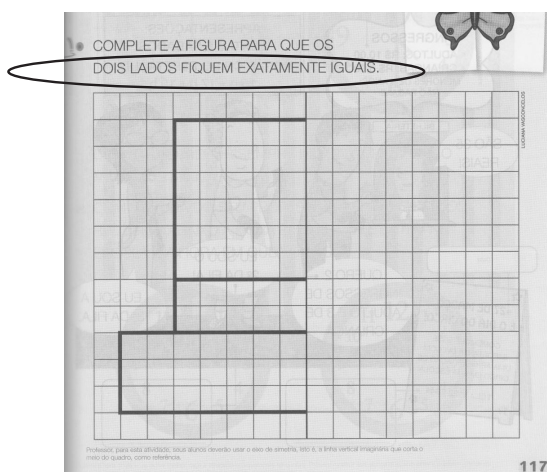 COMPLETE A FIGURA PARA QUE OS
DOIS LADOS FIQUEM EXATAMENTE IGUAIS.
LUCIANA VASCONCELOS
Professor, para esta atividade, seus alunos deverão usar o eixo de simetria, isto é, a linha vertical imaginária que corta o
meio do quadro, como referência.
117